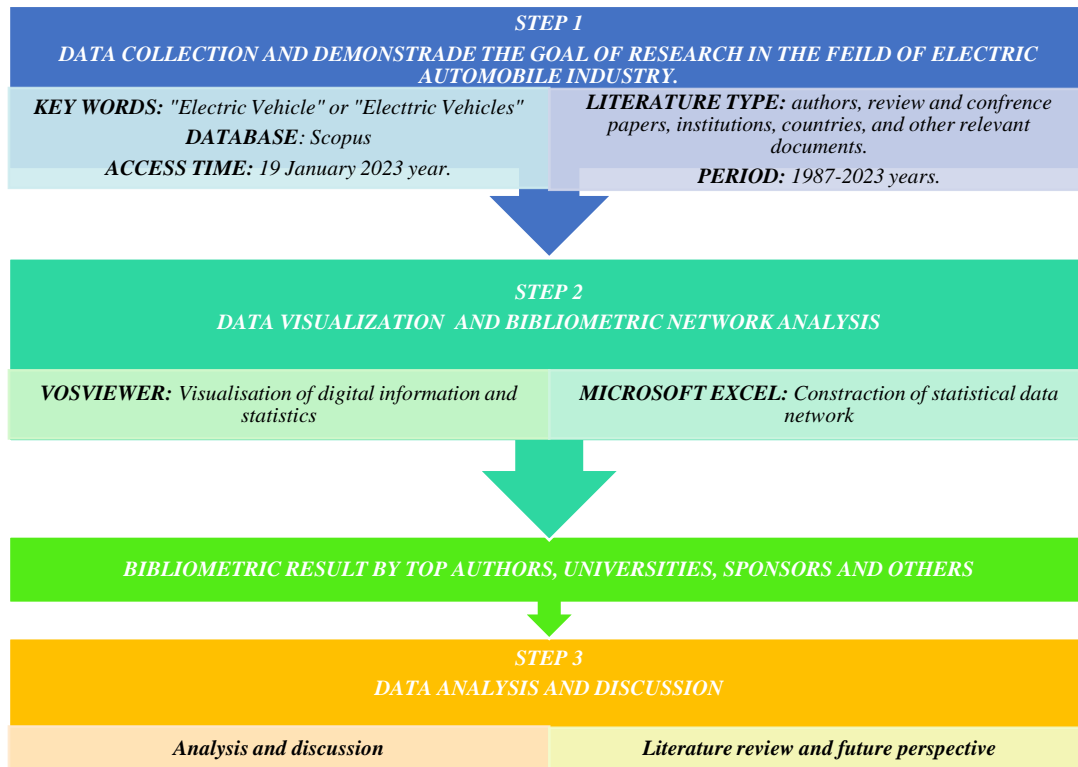 STEP 1
DATA COLLECTION AND DEMONSTRADE THE GOAL OF RESEARCH IN THE FEILD OF ELECTRIC
AUTOMOBILE INDUSTRY.
KEY WORDS: "Electric Vehicle" or "Electtric Vehicles"
DATABASE: Scopus
ACCESS TIME: 19 January 2023 year.
LITERATURE TYPE: authors, review and confrence
papers, institutions, countries, and other relevant
documents.
PERIOD: 1987-2023 years.
STEP 2
DATA VISUALIZATION AND BIBLIOMETRIC NETWORK ANALYSIS
VOSVIEWER: Visualisation of digital information and
statistics
MICROSOFT EXCEL: Constraction of statistical data
network
BIBLIOMETRIC RESULT BY TOP AUTHORS, UNIVERSITIES, SPONSORS AND OTHERS
STEP 3
DATA ANALYSIS AND DISCUSSION
Analysis and discussion
Literature review and future perspective